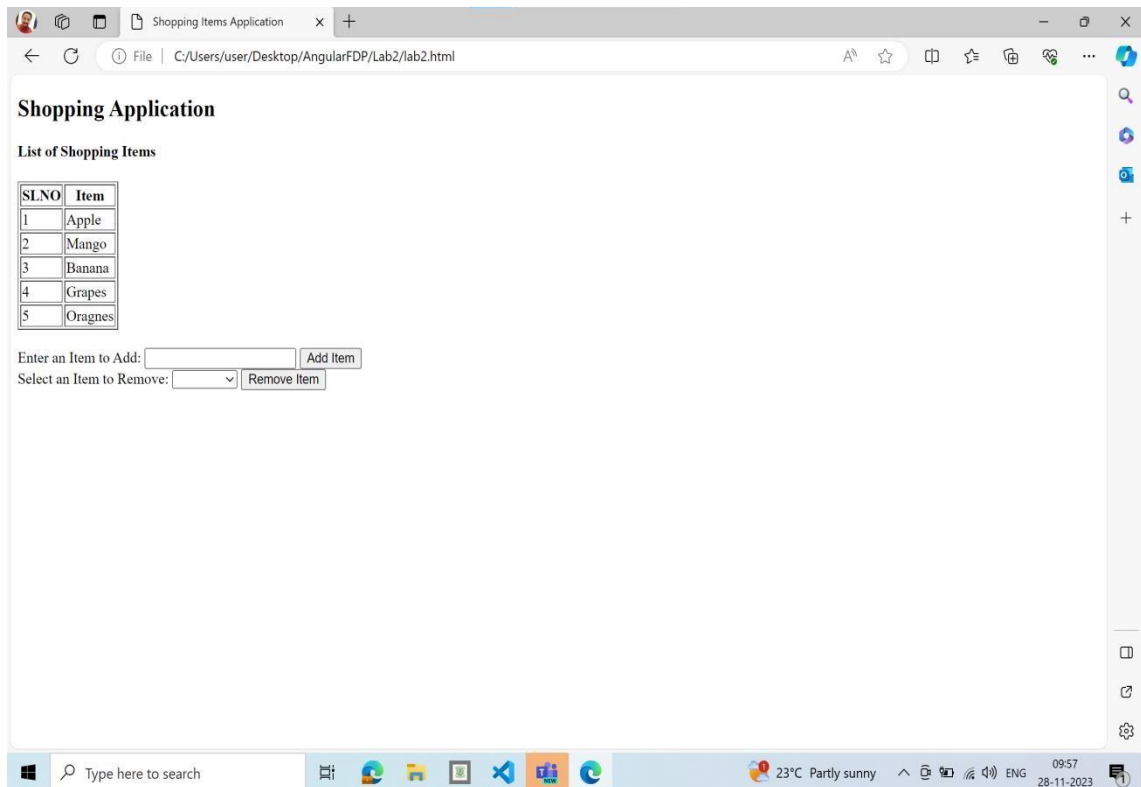 Shopping Items Application
File | C:/Users/user/Desktop/AngularFDP/Lab2/lab2.html
Shopping Application
List of Shopping Items
SLNO Item
1 Apple
2 Mango
3 Banana
4 Grapes
5 Oragnes
Enter an Item to Add: Add Item
Select an Item to Remove: Remove Item
Type here to search
23°C Partly sunny
ENG
09:57
28-11-2023